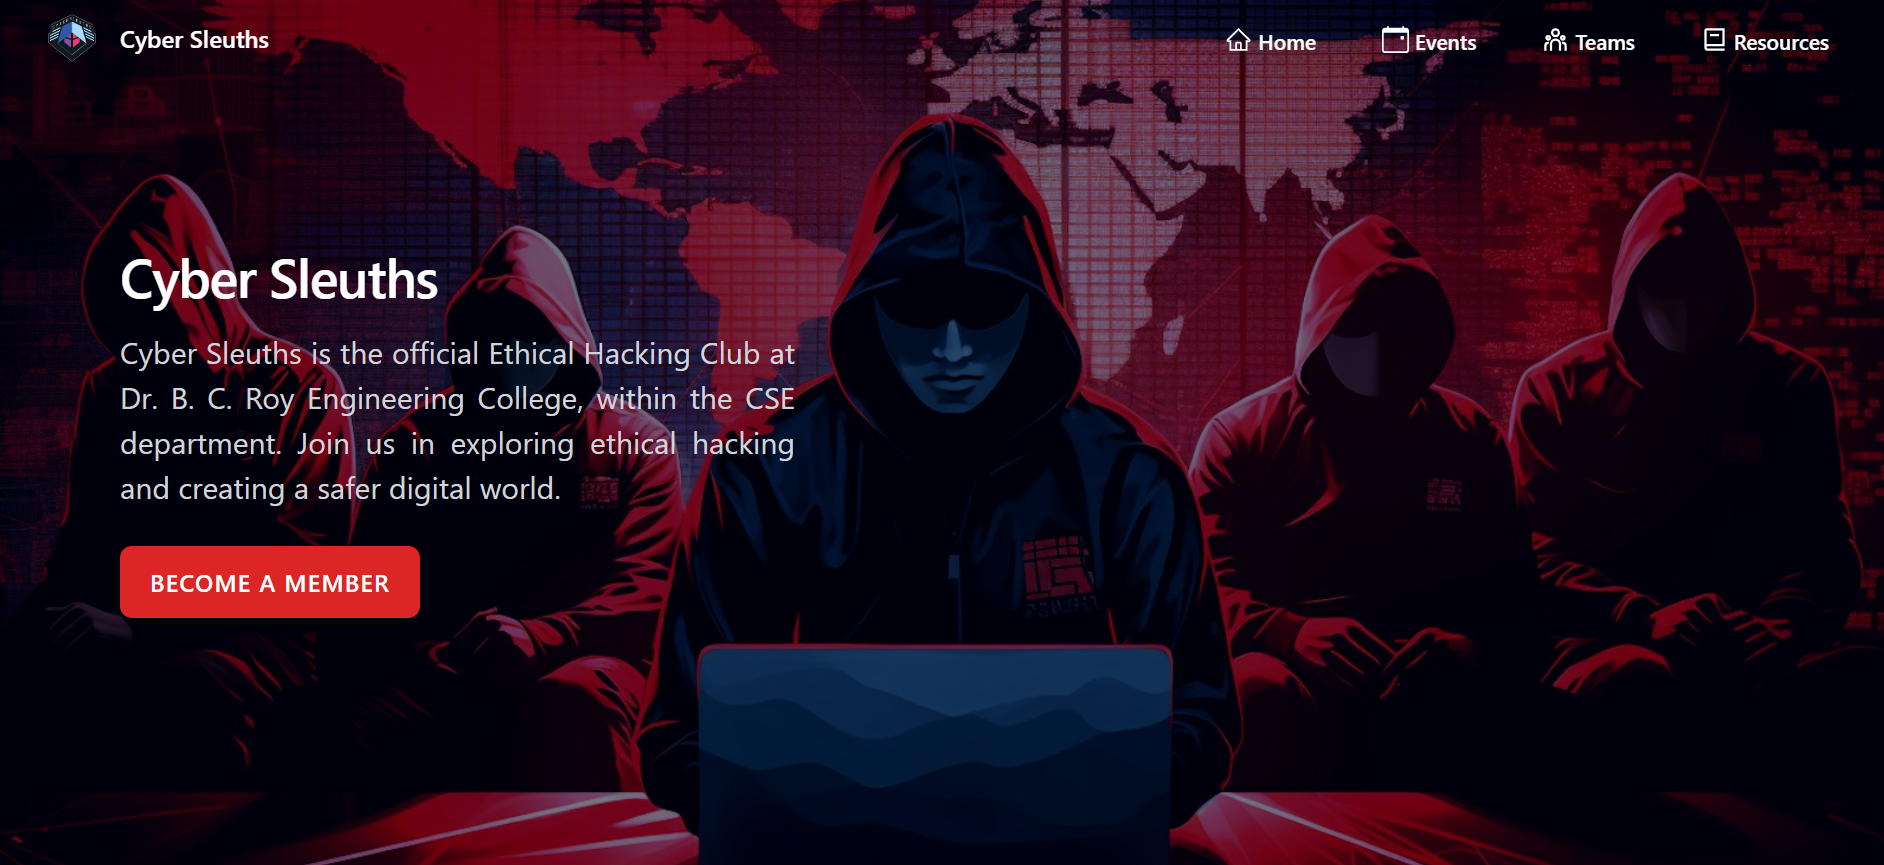 Cyber Sleuths
Home
Events
Teams
Resources
Cyber Sleuths
Cyber Sleuths is the official Ethical Hacking Club at
Dr. B. C. Roy Engineering College, within the CSE
department. Join us in exploring ethical hacking
and creating a safer digital world.
BECOME A MEMBER